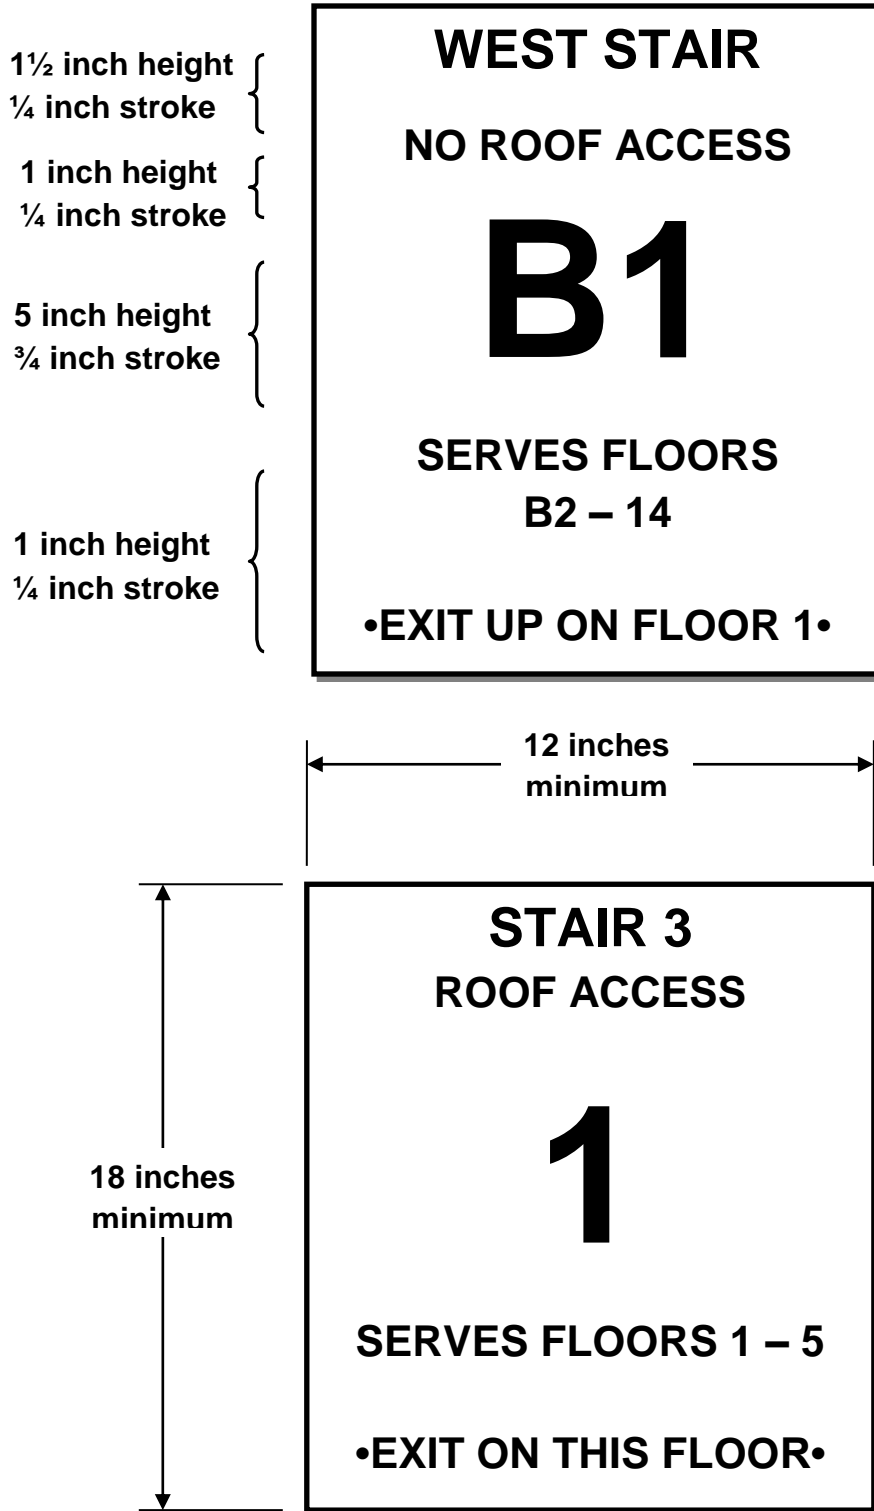 1½ inch height
¼ inch stroke
1 inch height
¼ inch stroke
5 inch height
¾ inch stroke
1 inch height
¼ inch stroke
WEST STAIR
NO ROOF ACCESS
B1
SERVES FLOORS
B2 – 14
•EXIT UP ON FLOOR 1•
12 inches
minimum
18 inches
minimum
STAIR 3
ROOF ACCESS
1
SERVES FLOORS 1 – 5
•EXIT ON THIS FLOOR•